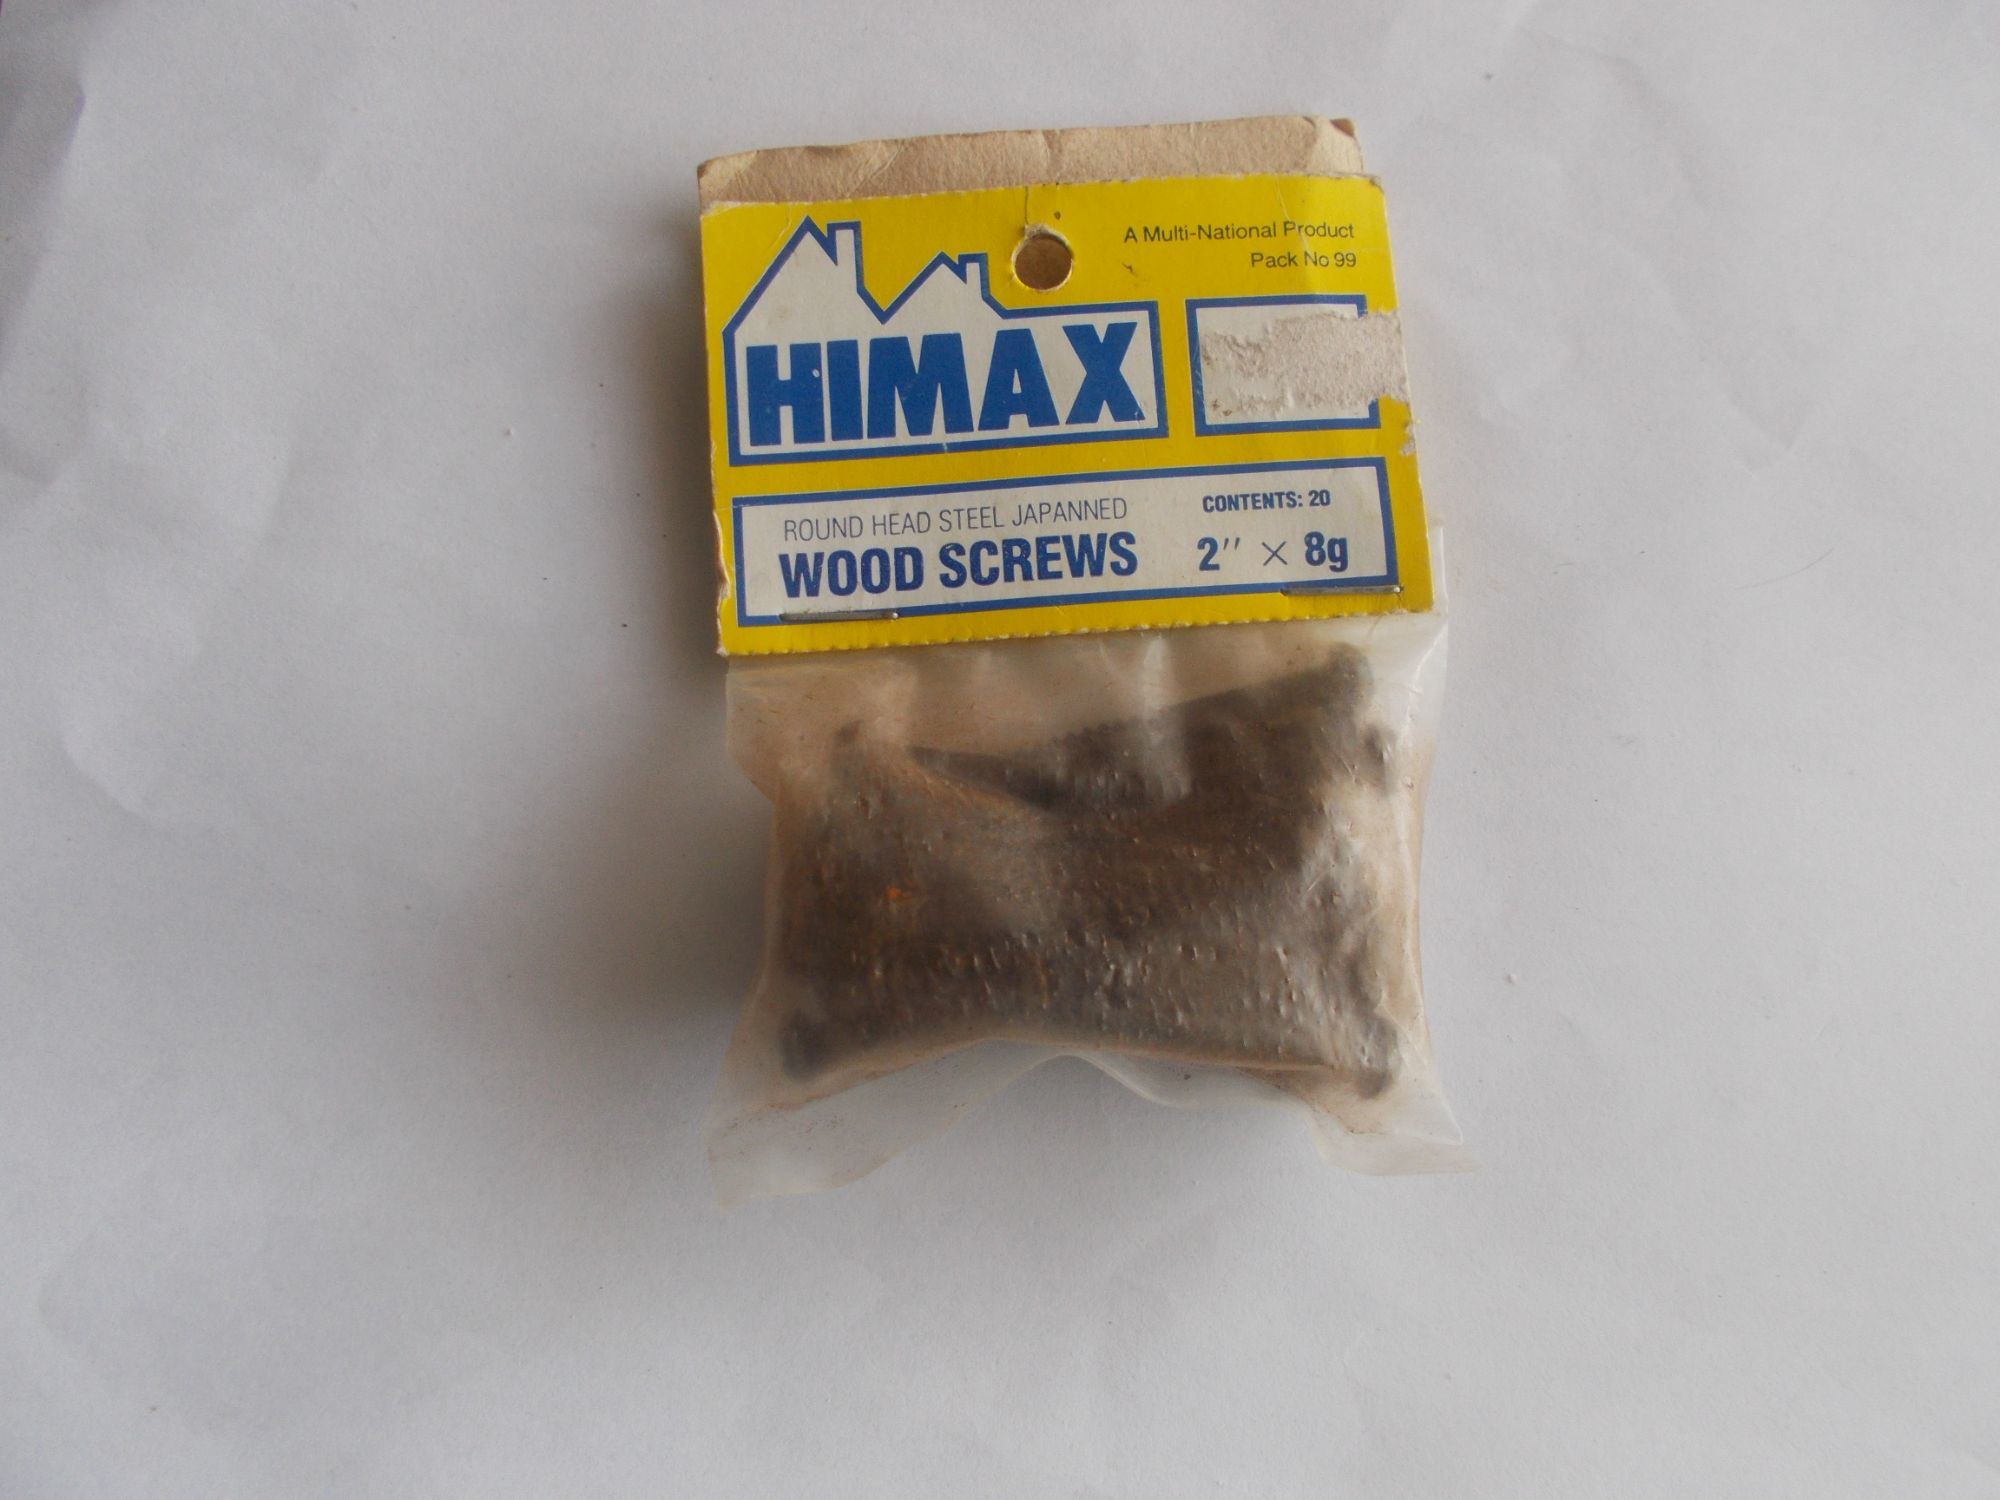 A Multi-National Product
Pack No 99
HIMAX
ROUND HEAD STEEL JAPANNED
WOOD SCREWS
CONTENTS: 20
2" × 8g